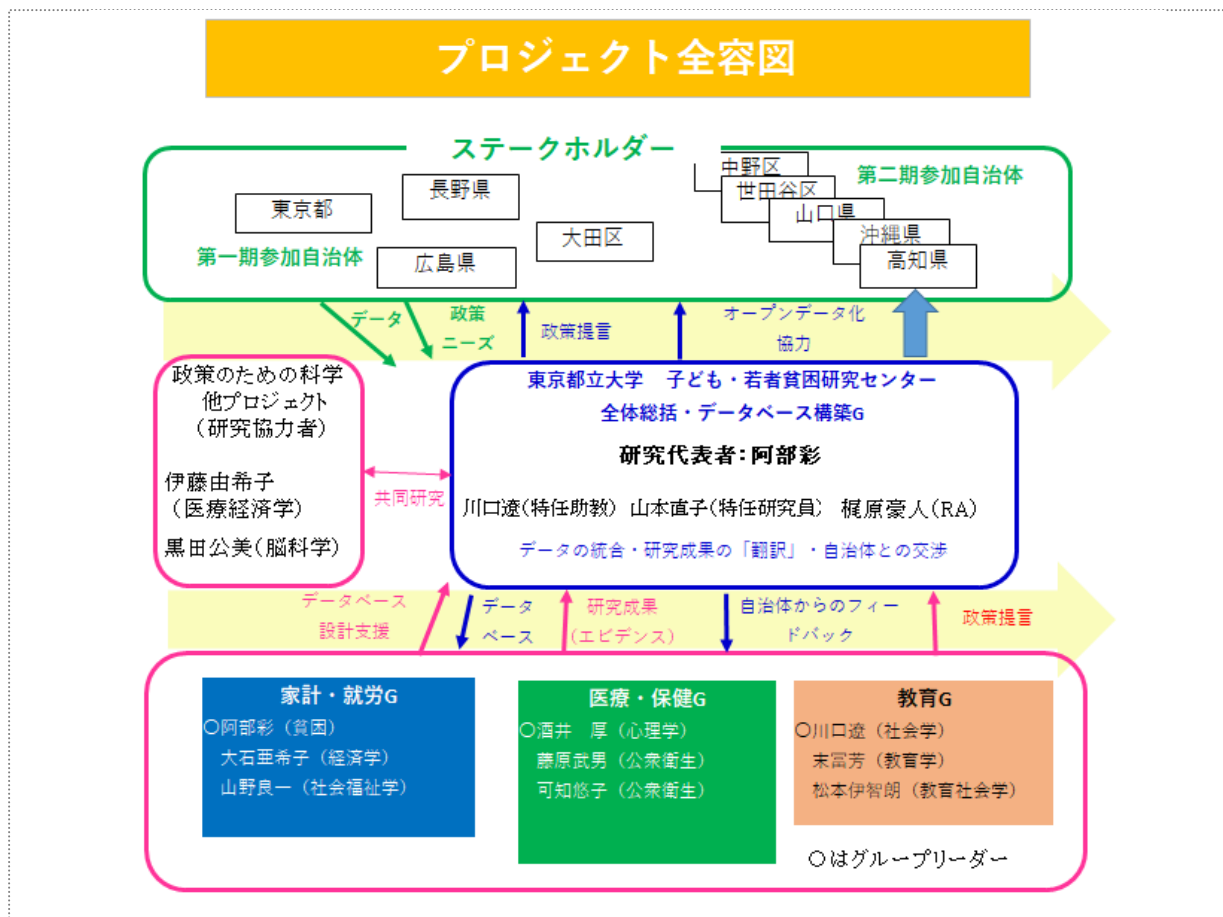 プロジェクト全容図
ステークホルダー
東京都
長野県
広島県
大田区
第一期参加自治体
中野区
世田谷区
山口県
沖縄県
高知県
第二期参加自治体
データ
政策
ニーズ
政策提言
オープンデータ化
協力
政策のための科学
他プロジェクト
(研究協力者)
伊藤由希子
(医療経済学)
黒田公美(脳科学)
共同研究
東京都立大学 子ども・若者貧困研究センター
全体総括・データベース構築G
研究代表者：阿部彩
川口遼(特任助教) 山本直子(特任研究員) 梶原豪人(RA)
データの統合・研究成果の「翻訳」・自治体との交渉
データベース
設計支援
データ
ベース
研究成果
(エビデンス)
自治体からのフィー
ドバック
政策提言
家計・就労G
○阿部彩（貧困）
大石亜希子（経済学）
山野良一（社会福祉学）
医療・保健G
○酒井 厚（心理学）
藤原武男（公衆衛生）
可知悠子（公衆衛生）
教育G
○川口遼（社会学）
末冨芳（教育学）
松本伊智朗（教育社会学）
○はグループリーダー